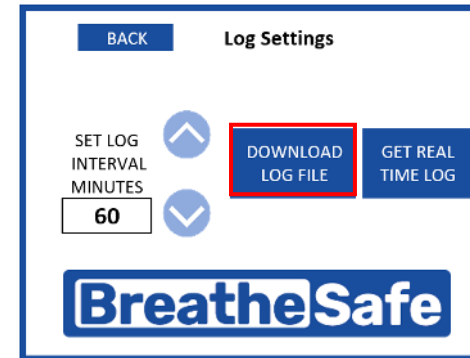 BACK
Log Settings
SET LOG
INTERVAL
MINUTES
60
DOWNLOAD
LOG FILE
GET REAL
TIME LOG
BreatheSafe